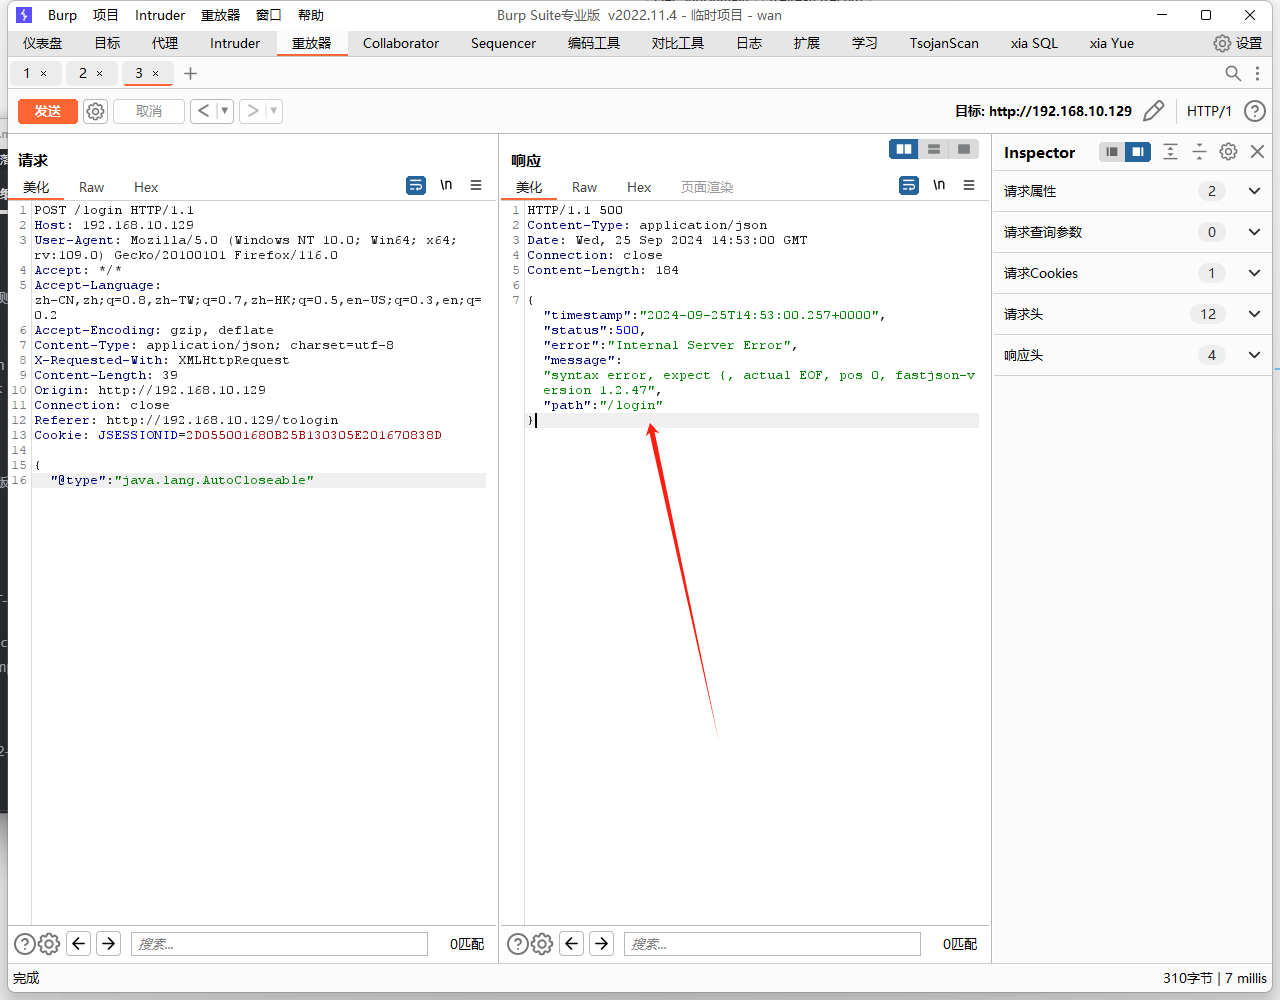 Burp 项目 Intruder 重放器 窗口 帮助 Burp Suite专业版 v2022.11.4 - 临时项目 - wan
仪表盘 目标 代理 Intruder 重放器 Collaborator Sequencer 编码工具 对比工具 日志 扩展 学习 TsojanScan xia SQL xia Yue 设置
1 × 2 × 3 × +
发送 取消 < > 目标: http://192.168.10.129 HTTP/1
请求
美化 Raw Hex \n
1 POST /login HTTP/1.1
2 Host: 192.168.10.129
3 User-Agent: Mozilla/5.0 (Windows NT 10.0; Win64; x64;
rv:109.0) Gecko/20100101 Firefox/116.0
4 Accept: */*
5 Accept-Language:
zh-CN,zh;q=0.8,zh-TW;q=0.7,zh-HK;q=0.5,en-US;q=0.3,en;q=
0.2
6 Accept-Encoding: gzip, deflate
7 Content-Type: application/json; charset=utf-8
8 X-Requested-With: XMLHttpRequest
9 Content-Length: 39
10 Origin: http://192.168.10.129
11 Connection: close
12 Referer: http://192.168.10.129/tologin
13 Cookie: JSESSIONID=2D055001680B25B130305E201670838D
14
15 {
16 "@type":"java.lang.AutoCloseable"
搜索... 0匹配
响应
美化 Raw Hex 页面渲染 \n
1 HTTP/1.1 500
2 Content-Type: application/json
3 Date: Wed, 25 Sep 2024 14:53:00 GMT
4 Connection: close
5 Content-Length: 184
6
7 {
"timestamp":"2024-09-25T14:53:00.257+0000",
"status":500,
"error":"Internal Server Error",
"message":
"syntax error, expect {, actual EOF, pos 0, fastjson-v
ersion 1.2.47",
"path":"/login"
}
搜索... 0匹配
Inspector
请求属性 2
请求查询参数 0
请求Cookies 1
请求头 12
响应头 4
完成 310字节 | 7 millis